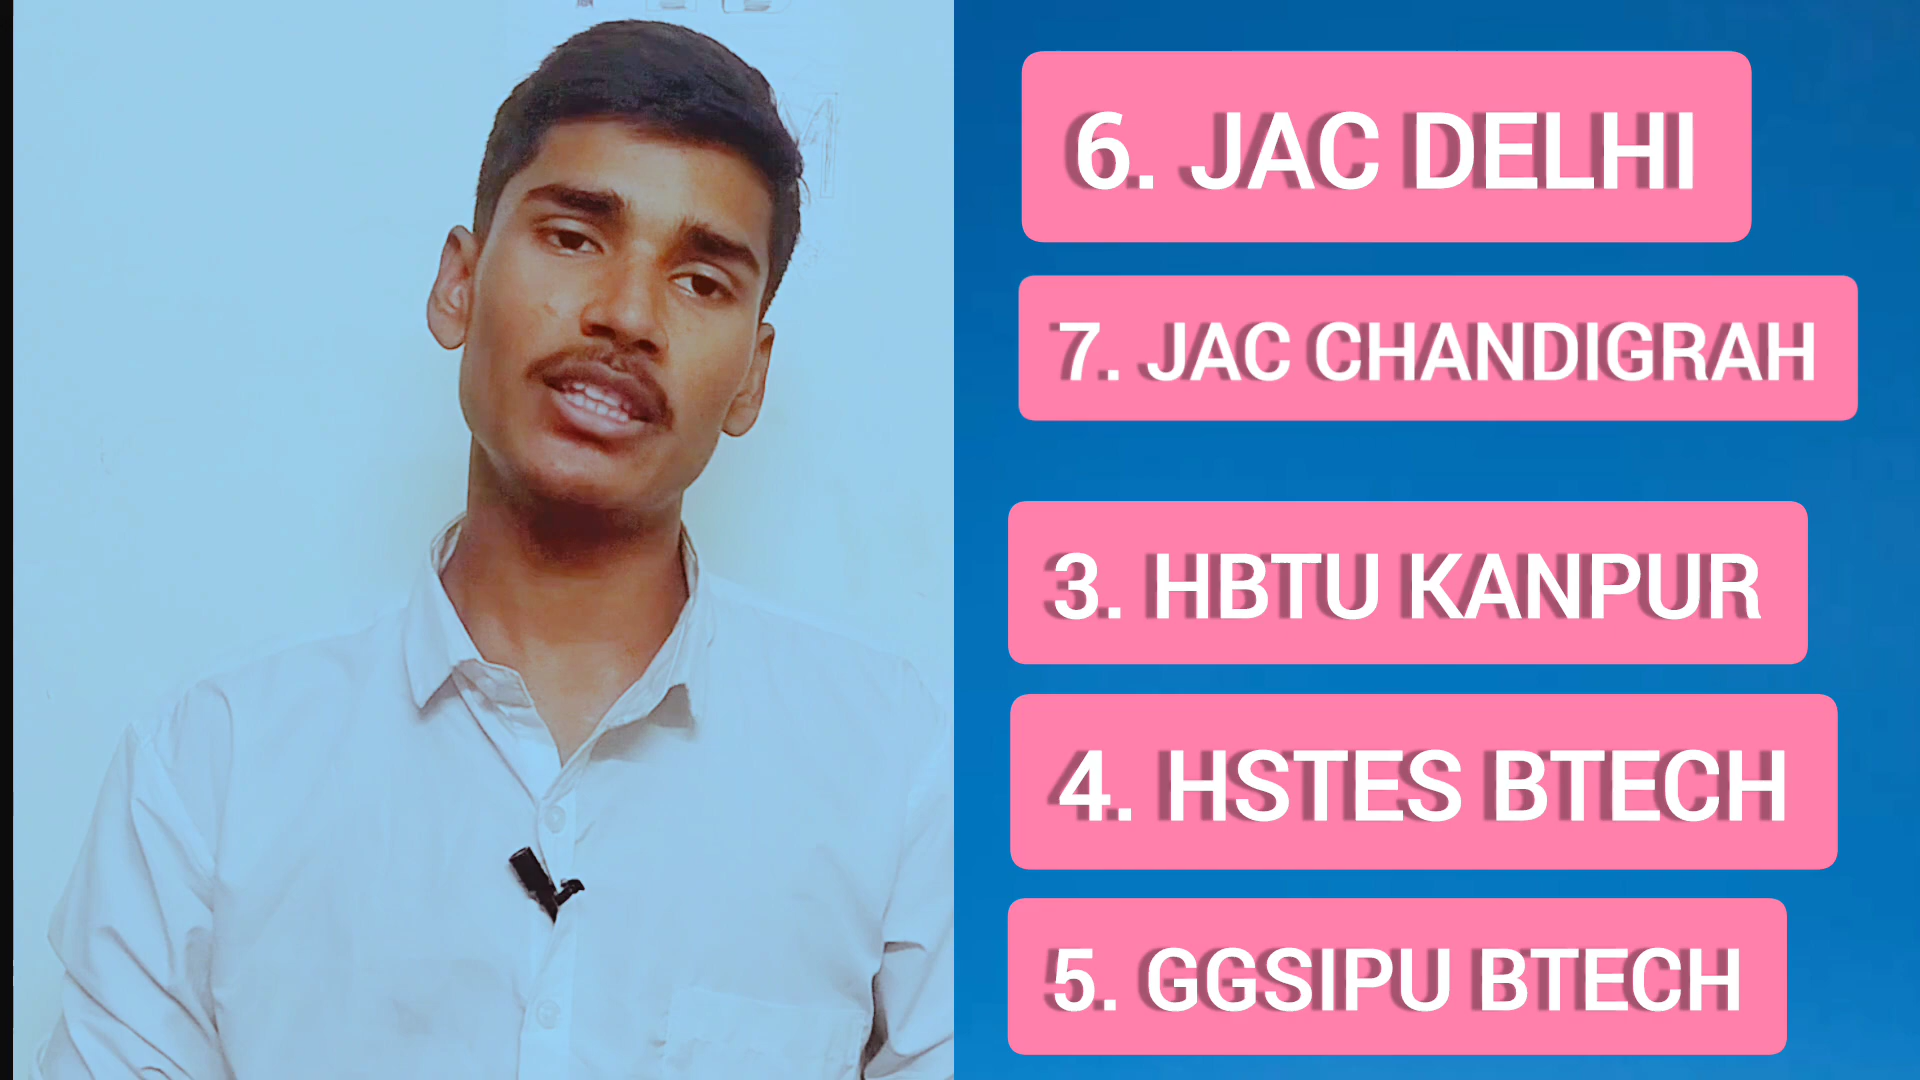 6. JAC DELHI
7. JAC CHANDIGRAH
3. HBTU KANPUR
4. HSTES BTECH
5. GGSIPU BTECH